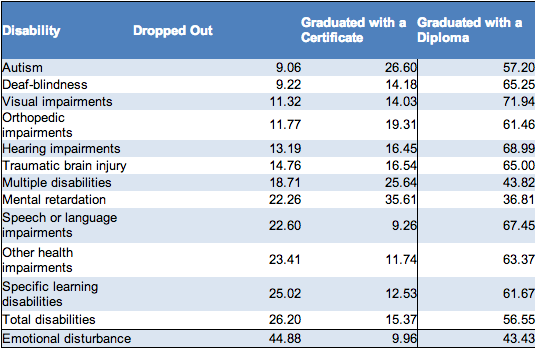 Disability Dropped Out Graduated with a Certificate Graduated with a Diploma
Autism 9.06 26.60 57.20
Deaf-blindness 9.22 14.18 65.25
Visual impairments 11.32 14.03 71.94
Orthopedic impairments 11.77 19.31 61.46
Hearing impairments 13.19 16.45 68.99
Traumatic brain injury 14.76 16.54 65.00
Multiple disabilities 18.71 25.64 43.82
Mental retardation 22.26 35.61 36.81
Speech or language impairments 22.60 9.26 67.45
Other health impairments 23.41 11.74 63.37
Specific learning disabilities 25.02 12.53 61.67
Total disabilities 26.20 15.37 56.55
Emotional disturbance 44.88 9.96 43.43